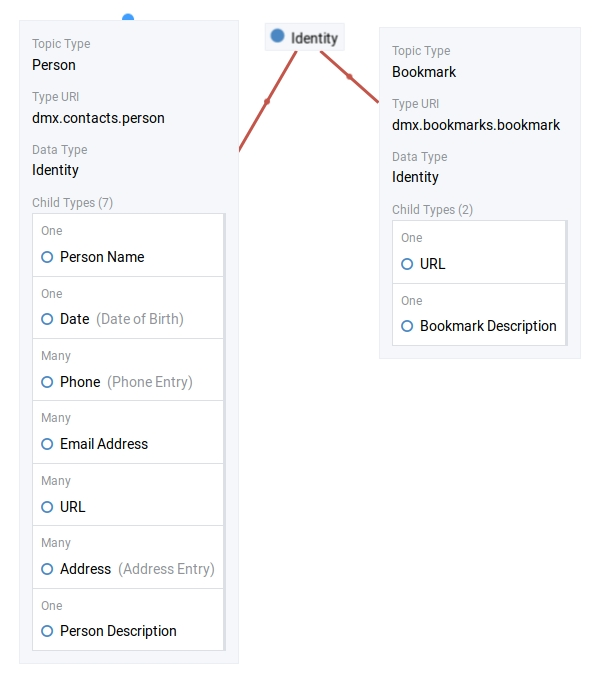 Identity
Topic Type
Person
Type URI
dmx.contacts.person
Data Type
Identity
Child Types (7)
One
Person Name
One
Date (Date of Birth)
Many
Phone (Phone Entry)
Many
Email Address
Many
URL
Many
Address (Address Entry)
One
Person Description
Topic Type
Bookmark
Type URI
dmx.bookmarks.bookmark
Data Type
Identity
Child Types (2)
One
URL
One
Bookmark Description